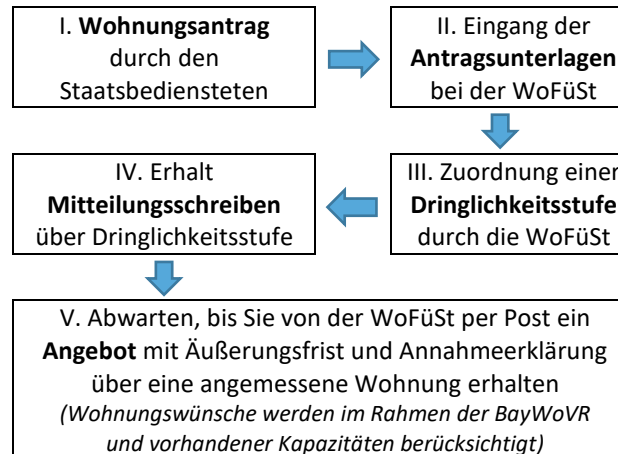 I. Wohnungsantrag
durch den
Staatsbediensteten
II. Eingang der
Antragsunterlagen
bei der WoFüSt
III. Zuordnung einer
Dringlichkeitsstufe
durch die WoFüSt
IV. Erhalt
Mitteilungsschreiben
über Dringlichkeitsstufe
V. Abwarten, bis Sie von der WoFüSt per Post ein
Angebot mit Äußerungsfrist und Annahmeerklärung
über eine angemessene Wohnung erhalten
(Wohnungswünsche werden im Rahmen der BayWoVR
und vorhandener Kapazitäten berücksichtigt)